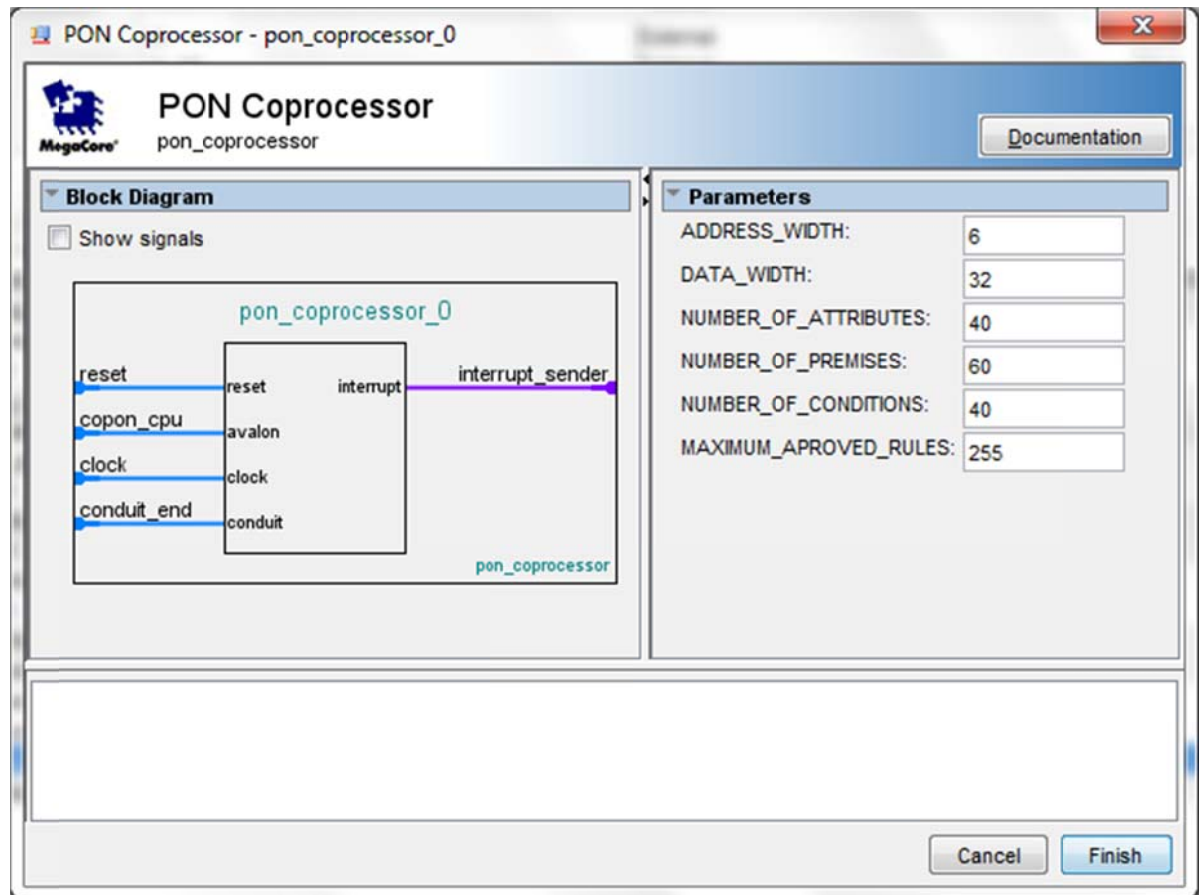 PON Coprocessor - pon_coprocessor_0
PON Coprocessor
pon_coprocessor
MegaCore®
Documentation
Block Diagram
Show signals
pon_coprocessor_0
reset
copon_cpu
clock
conduit_end
reset
avalon
clock
conduit
interrupt
interrupt_sender
pon_coprocessor
Parameters
ADDRESS_WIDTH: 6
DATA_WIDTH: 32
NUMBER_OF_ATTRIBUTES: 40
NUMBER_OF_PREMISES: 60
NUMBER_OF_CONDITIONS: 40
MAXIMUM_APROVED_RULES: 255
Cancel
Finish